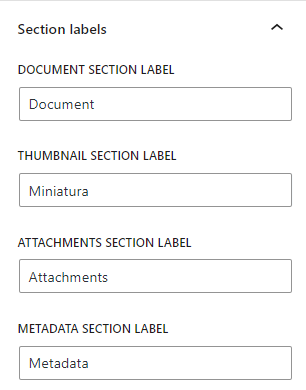 Section labels
DOCUMENT SECTION LABEL
Document
THUMBNAIL SECTION LABEL
Miniatura
ATTACHMENTS SECTION LABEL
Attachments
METADATA SECTION LABEL
Metadata